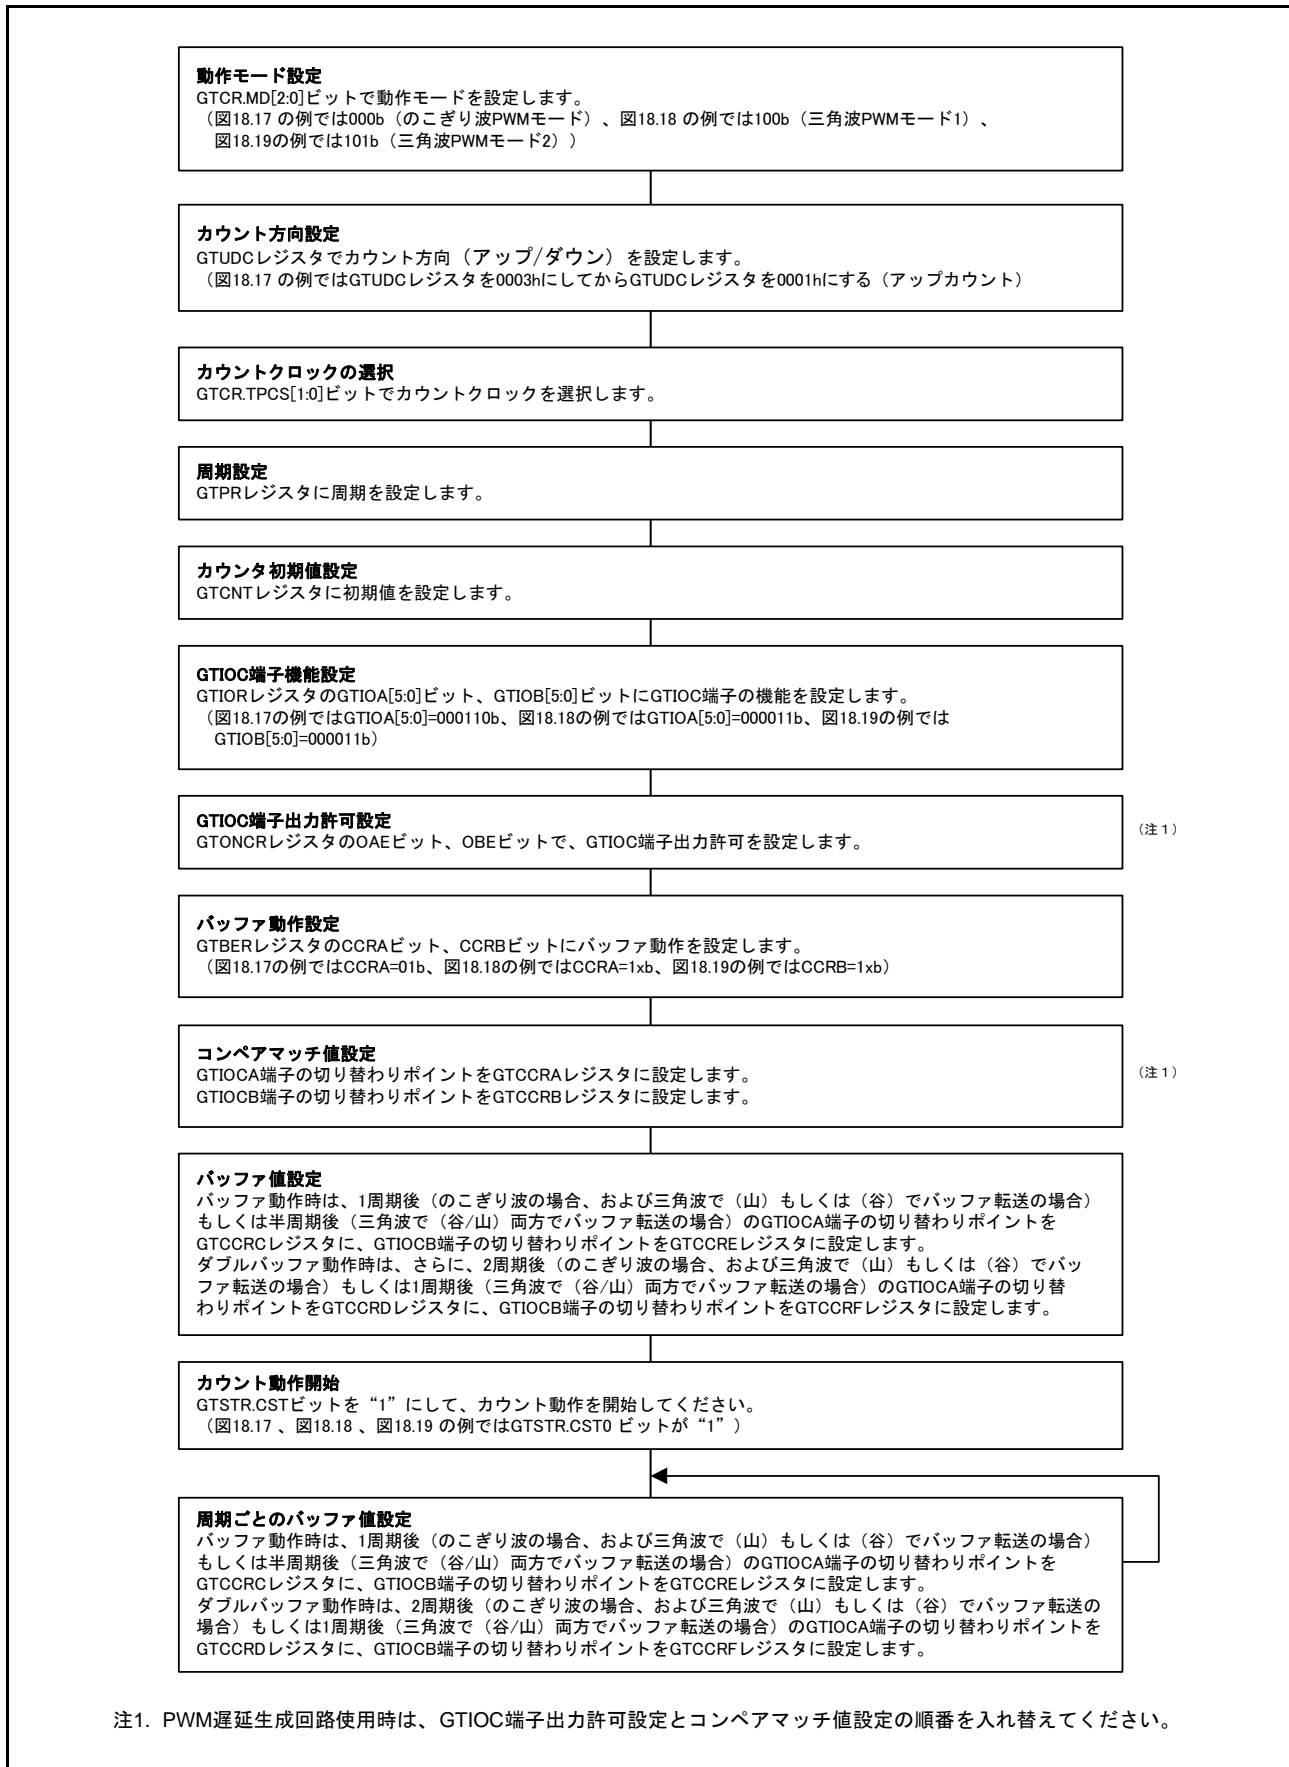 動作モード設定
GTCR.MD[2:0]ビットで動作モードを設定します。
（図18.17 の例では000b（のこぎり波PWMモード）、図18.18 の例では100b（三角波PWMモード1）、
図18.19の例では101b（三角波PWMモード2））
カウント方向設定
GTUDCレジスタでカウント方向（アップ/ダウン）を設定します。
（図18.17 の例ではGTUDCレジスタを0003hにしてからGTUDCレジスタを0001hにする（アップカウント）
カウントクロックの選択
GTCR.TPCS[1:0]ビットでカウントクロックを選択します。
周期設定
GTPRレジスタに周期を設定します。
カウンタ初期値設定
GTCNTレジスタに初期値を設定します。
GTIOC端子機能設定
GTIORレジスタのGTIOA[5:0]ビット、GTIOB[5:0]ビットにGTIOC端子の機能を設定します。
（図18.17の例ではGTIOA[5:0]=000110b、図18.18の例ではGTIOA[5:0]=000011b、図18.19の例では
GTIOB[5:0]=000011b）
GTIOC端子出力許可設定
GTONCRレジスタのOAEビット、OBEビットで、GTIOC端子出力許可を設定します。
（注１）
バッファ動作設定
GTBERレジスタのCCRAビット、CCRBビットにバッファ動作を設定します。
（図18.17の例ではCCRA=01b、図18.18の例ではCCRA=1xb、図18.19の例ではCCRB=1xb）
コンペアマッチ値設定
GTIOCA端子の切り替わりポイントをGTCCRAレジスタに設定します。
（注１）
GTIOCB端子の切り替わりポイントをGTCCRBレジスタに設定します。
バッファ値設定
バッファ動作時は、1周期後（のこぎり波の場合、および三角波で（山）もしくは（谷）でバッファ転送の場合）
もしくは半周期後（三角波で（谷/山）両方でバッファ転送の場合）のGTIOCA端子の切り替わりポイントを
GTCCRCレジスタに、GTIOCB端子の切り替わりポイントをGTCCREレジスタに設定します。
ダブルバッファ動作時は、さらに、2周期後（のこぎり波の場合、および三角波で（山）もしくは（谷）でバッ
ファ転送の場合）もしくは1周期後（三角波で（谷/山）両方でバッファ転送の場合）のGTIOCA端子の切り替
わりポイントをGTCCRDレジスタに、GTIOCB端子の切り替わりポイントをGTCCRFレジスタに設定します。
カウント動作開始
GTSTR.CSTビットを“1”にして、カウント動作を開始してください。
（図18.17 、図18.18 、図18.19 の例ではGTSTR.CST0 ビットが“1”）
周期ごとのバッファ値設定
バッファ動作時は、1周期後（のこぎり波の場合、および三角波で（山）もしくは（谷）でバッファ転送の場合）
もしくは半周期後（三角波で（谷/山）両方でバッファ転送の場合）のGTIOCA端子の切り替わりポイントを
GTCCRCレジスタに、GTIOCB端子の切り替わりポイントをGTCCREレジスタに設定します。
ダブルバッファ動作時は、2周期後（のこぎり波の場合、および三角波で（山）もしくは（谷）でバッファ転送の
場合）もしくは1周期後（三角波で（谷/山）両方でバッファ転送の場合）のGTIOCA端子の切り替わりポイントを
GTCCRDレジスタに、GTIOCB端子の切り替わりポイントをGTCCRFレジスタに設定します。
注1. PWM遅延生成回路使用時は、GTIOC端子出力許可設定とコンペアマッチ値設定の順番を入れ替えてください。